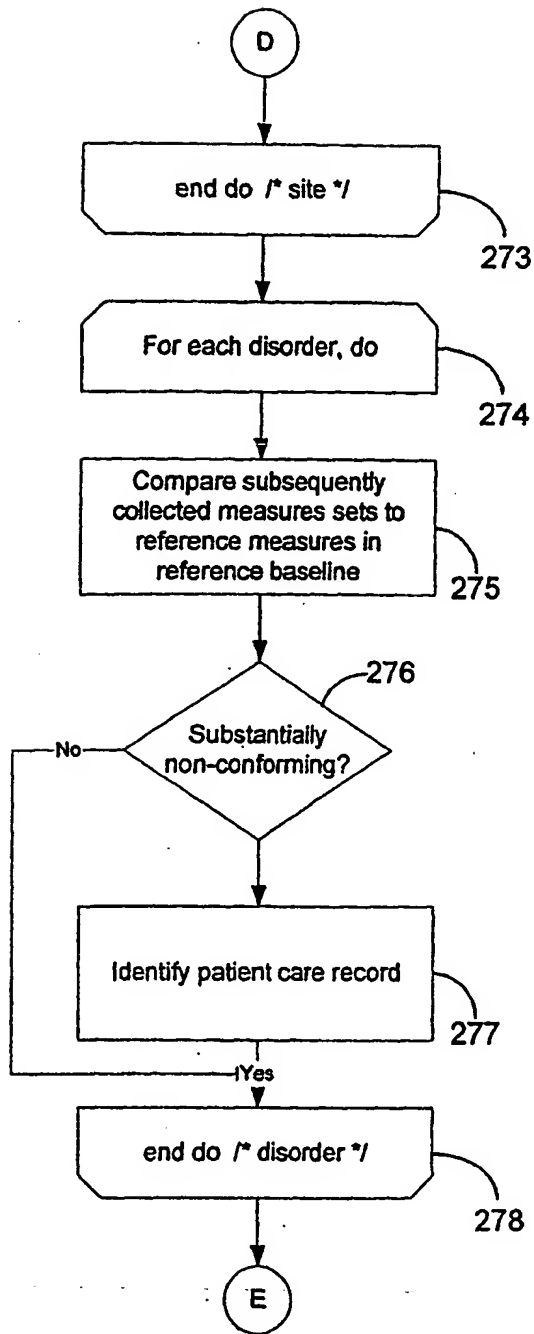 D
end do /* site */
273
For each disorder, do
274
Compare subsequently
collected measures sets to
reference measures in
reference baseline
275
276
Substantially
non-conforming?
No
Identify patient care record
277
Yes
end do /* disorder */
278
E